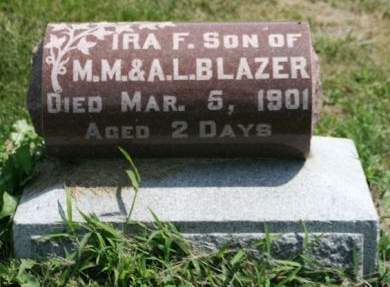 Ira F. Son of
M.M.&A.L.BLAZER
Died Mar. 5, 1901
Aged 2 Days